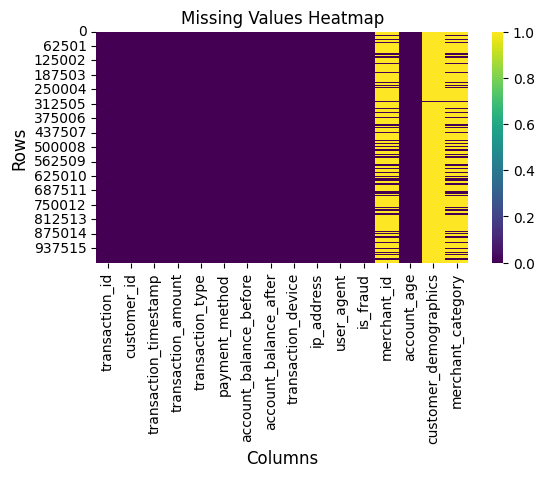 Missing Values Heatmap
0
62501
125002
187503
250004
312505
375006
437507
500008
562509
625010
687511
750012
812513
875014
937515
Rows
transaction_id
customer_id
transaction_timestamp
transaction_amount
transaction_type
payment_method
account_balance_before
account_balance_after
transaction_device
ip_address
user_agent
is_fraud
merchant_id
account_age
customer_demographics
merchant_category
Columns
1.0
0.8
0.6
0.4
0.2
0.0